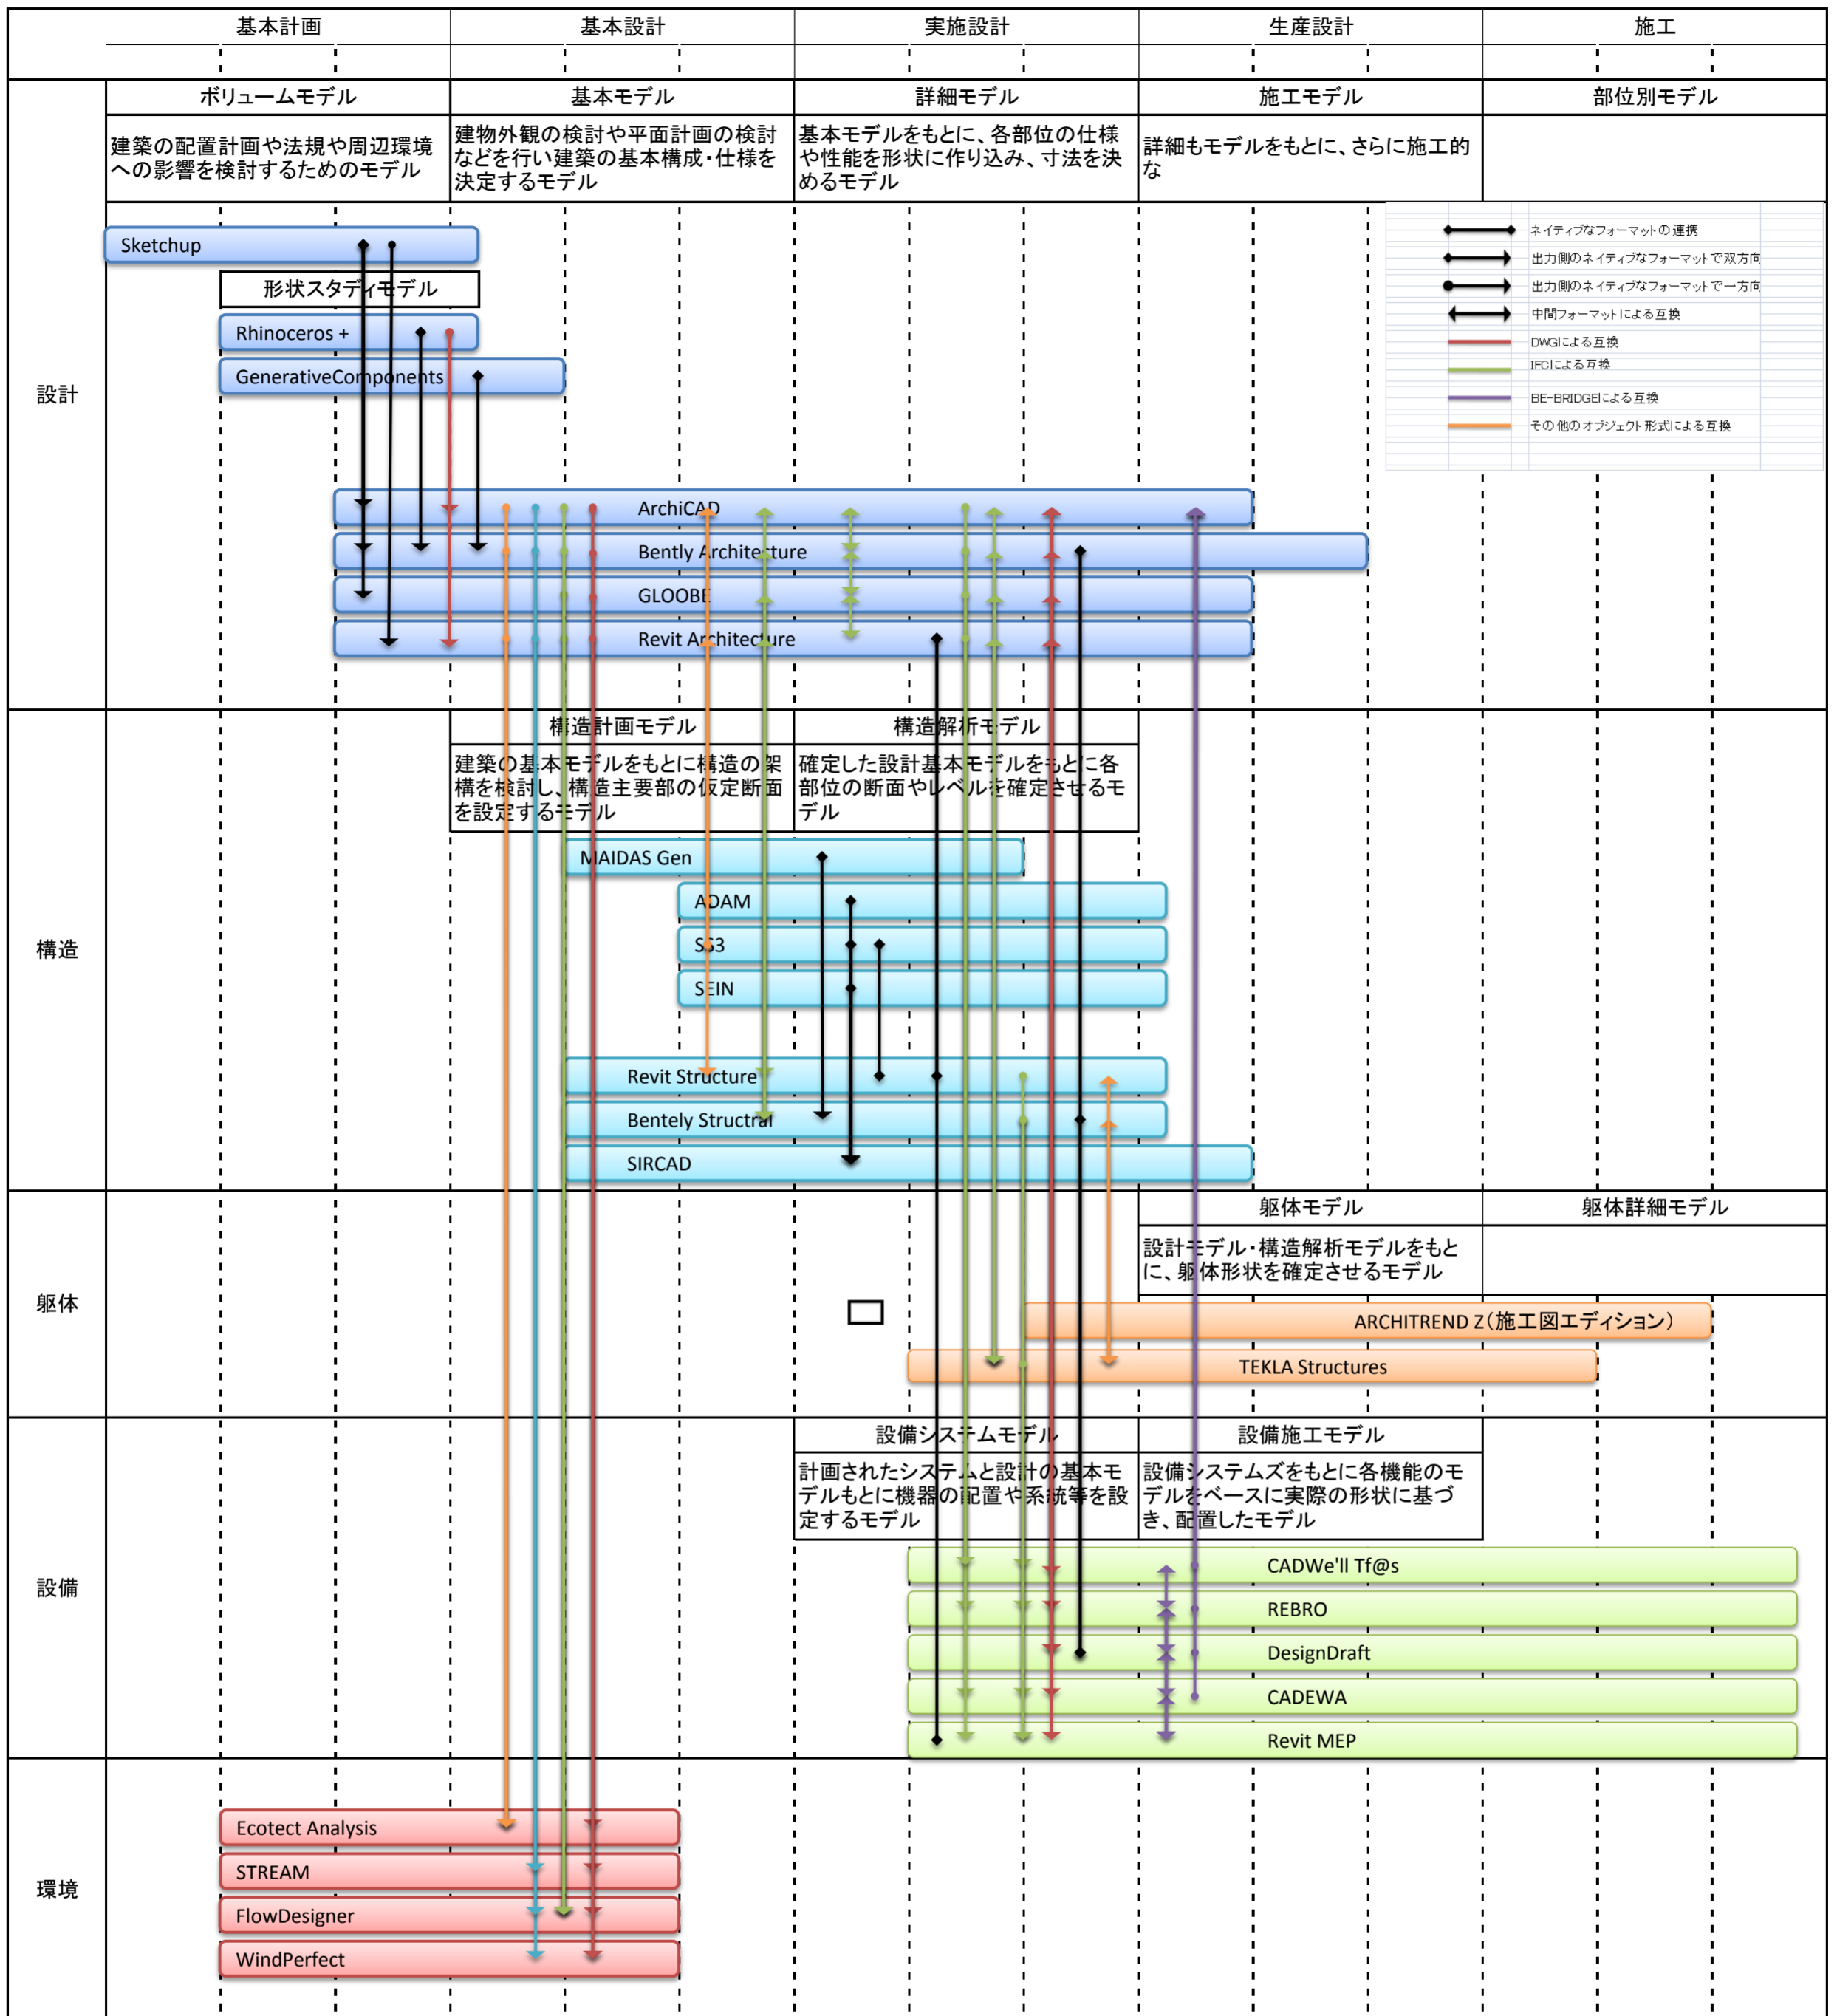 基本計画
基本設計
実施設計
生産設計
施工
設計
ボリュームモデル
基本モデル
詳細モデル
施工モデル
部位別モデル
建築の配置計画や法規や周辺環境
への影響を検討するためのモデル
建物外観の検討や平面計画の検討
などを行い建築の基本構成・仕様を
決定するモデル
基本モデルをもとに、各部位の仕様
や性能を形状に作り込み、寸法を決
めるモデル
詳細もモデルをもとに、さらに施工的
な
ネイティブなフォーマットの連携
出力側のネイティブなフォーマットで双方向
出力側のネイティブなフォーマットで一方向
中間フォーマットによる互換
DWGによる互換
IFCによる互換
BE-BRIDGEによる互換
その他のオブジェクト形式による互換
Sketchup
形状スタディモデル
Rhinoceros +
GenerativeComponents
ArchiCAD
Bently Architecture
GLOOBE
Revit Architecture
構造
構造計画モデル
構造解析モデル
建築の基本モデルをもとに構造の架
構を検討し、構造主要部の仮定断面
を設定するモデル
確定した設計基本モデルをもとに各
部位の断面やレベルを確定させるモ
デル
MAIDAS Gen
ADAM
SS3
SEIN
Revit Structure
Bentely Structral
SIRCAD
躯体
躯体モデル
躯体詳細モデル
設計モデル・構造解析モデルをもと
に、躯体形状を確定させるモデル
ARCHITREND Z（施工図エディション）
TEKLA Structures
設備
設備システムモデル
設備施工モデル
計画されたシステムと設計の基本モ
デルもとに機器の配置や系統等を設
定するモデル
設備システムズをもとに各機能のモ
デルをベースに実際の形状に基づ
き、配置したモデル
CADWe'll Tf@s
REBRO
DesignDraft
CADEWA
Revit MEP
環境
Ecotect Analysis
STREAM
FlowDesigner
WindPerfect